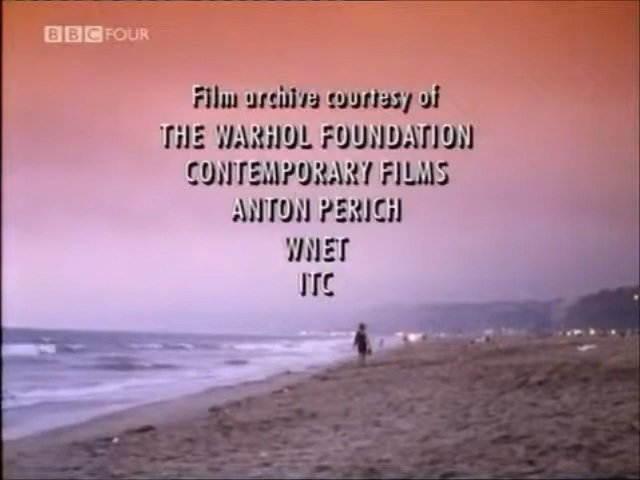 BBC FOUR
Film archive courtesy of
THE WARHOL FOUNDATION
CONTEMPORARY FILMS
ANTON PERICH
WNET
ITC